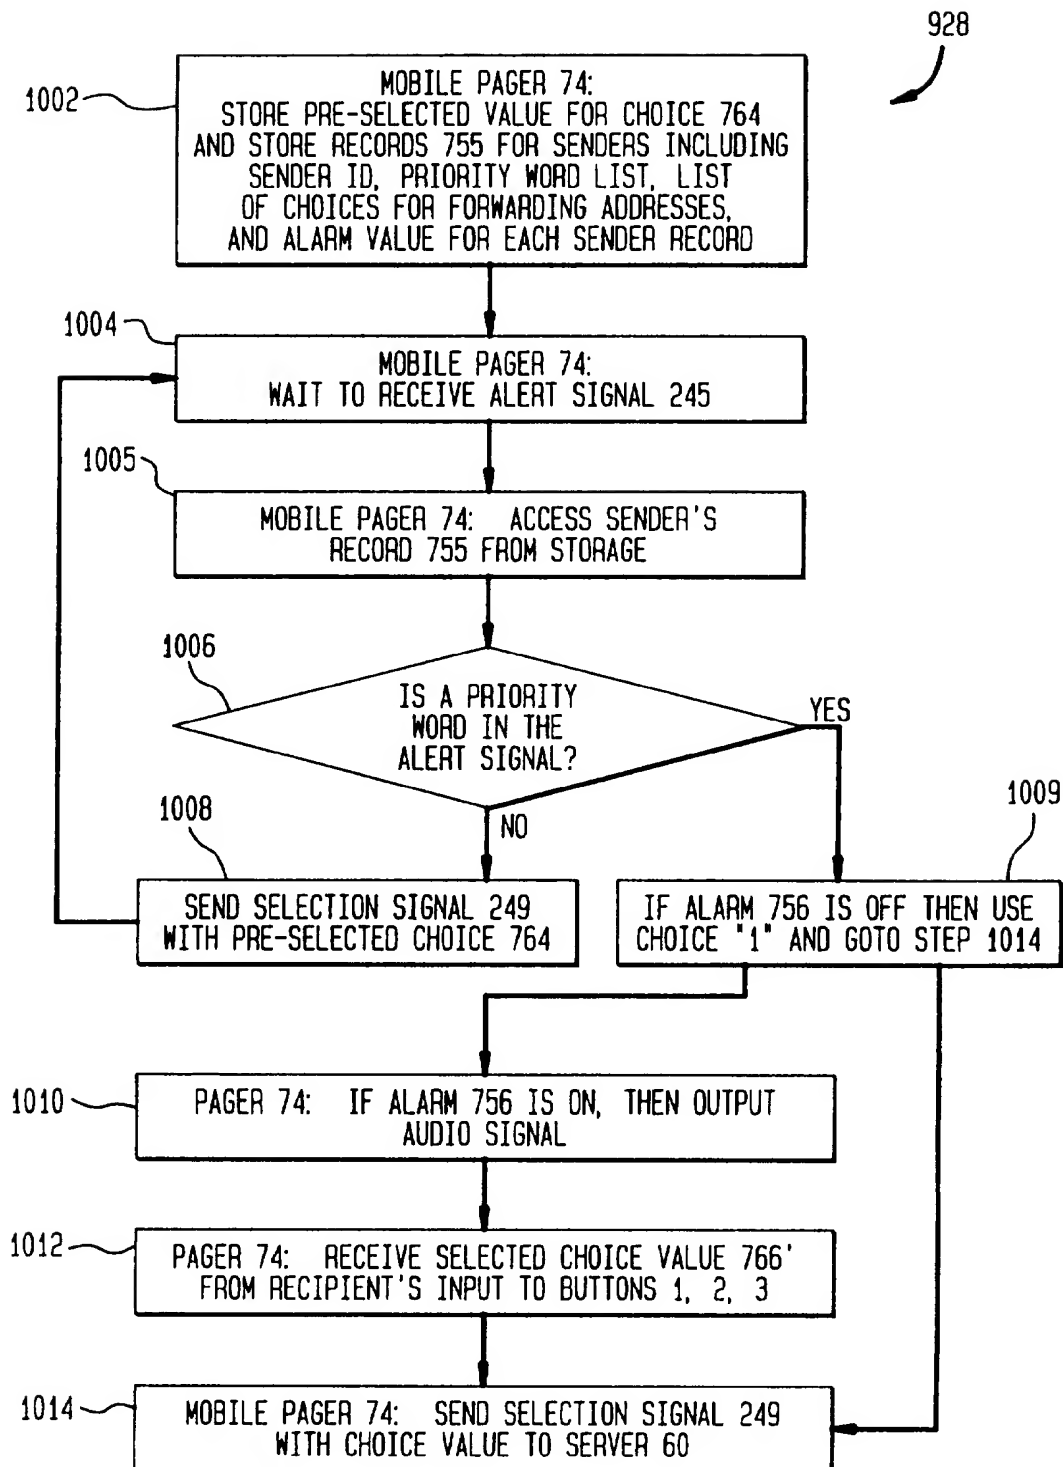 928
1002
MOBILE PAGER 74:
STORE PRE-SELECTED VALUE FOR CHOICE 764
AND STORE RECORDS 755 FOR SENDERS INCLUDING
SENDER ID, PRIORITY WORD LIST, LIST
OF CHOICES FOR FORWARDING ADDRESSES,
AND ALARM VALUE FOR EACH SENDER RECORD
1004
MOBILE PAGER 74:
WAIT TO RECEIVE ALERT SIGNAL 245
1005
MOBILE PAGER 74: ACCESS SENDER'S
RECORD 755 FROM STORAGE
1006
IS A PRIORITY
WORD IN THE
ALERT SIGNAL?
YES
NO
1008
SEND SELECTION SIGNAL 249
WITH PRE-SELECTED CHOICE 764
1009
IF ALARM 756 IS OFF THEN USE
CHOICE "1" AND GOTO STEP 1014
1010
PAGER 74: IF ALARM 756 IS ON, THEN OUTPUT
AUDIO SIGNAL
1012
PAGER 74: RECEIVE SELECTED CHOICE VALUE 766'
FROM RECIPIENT'S INPUT TO BUTTONS 1, 2, 3
1014
MOBILE PAGER 74: SEND SELECTION SIGNAL 249
WITH CHOICE VALUE TO SERVER 60